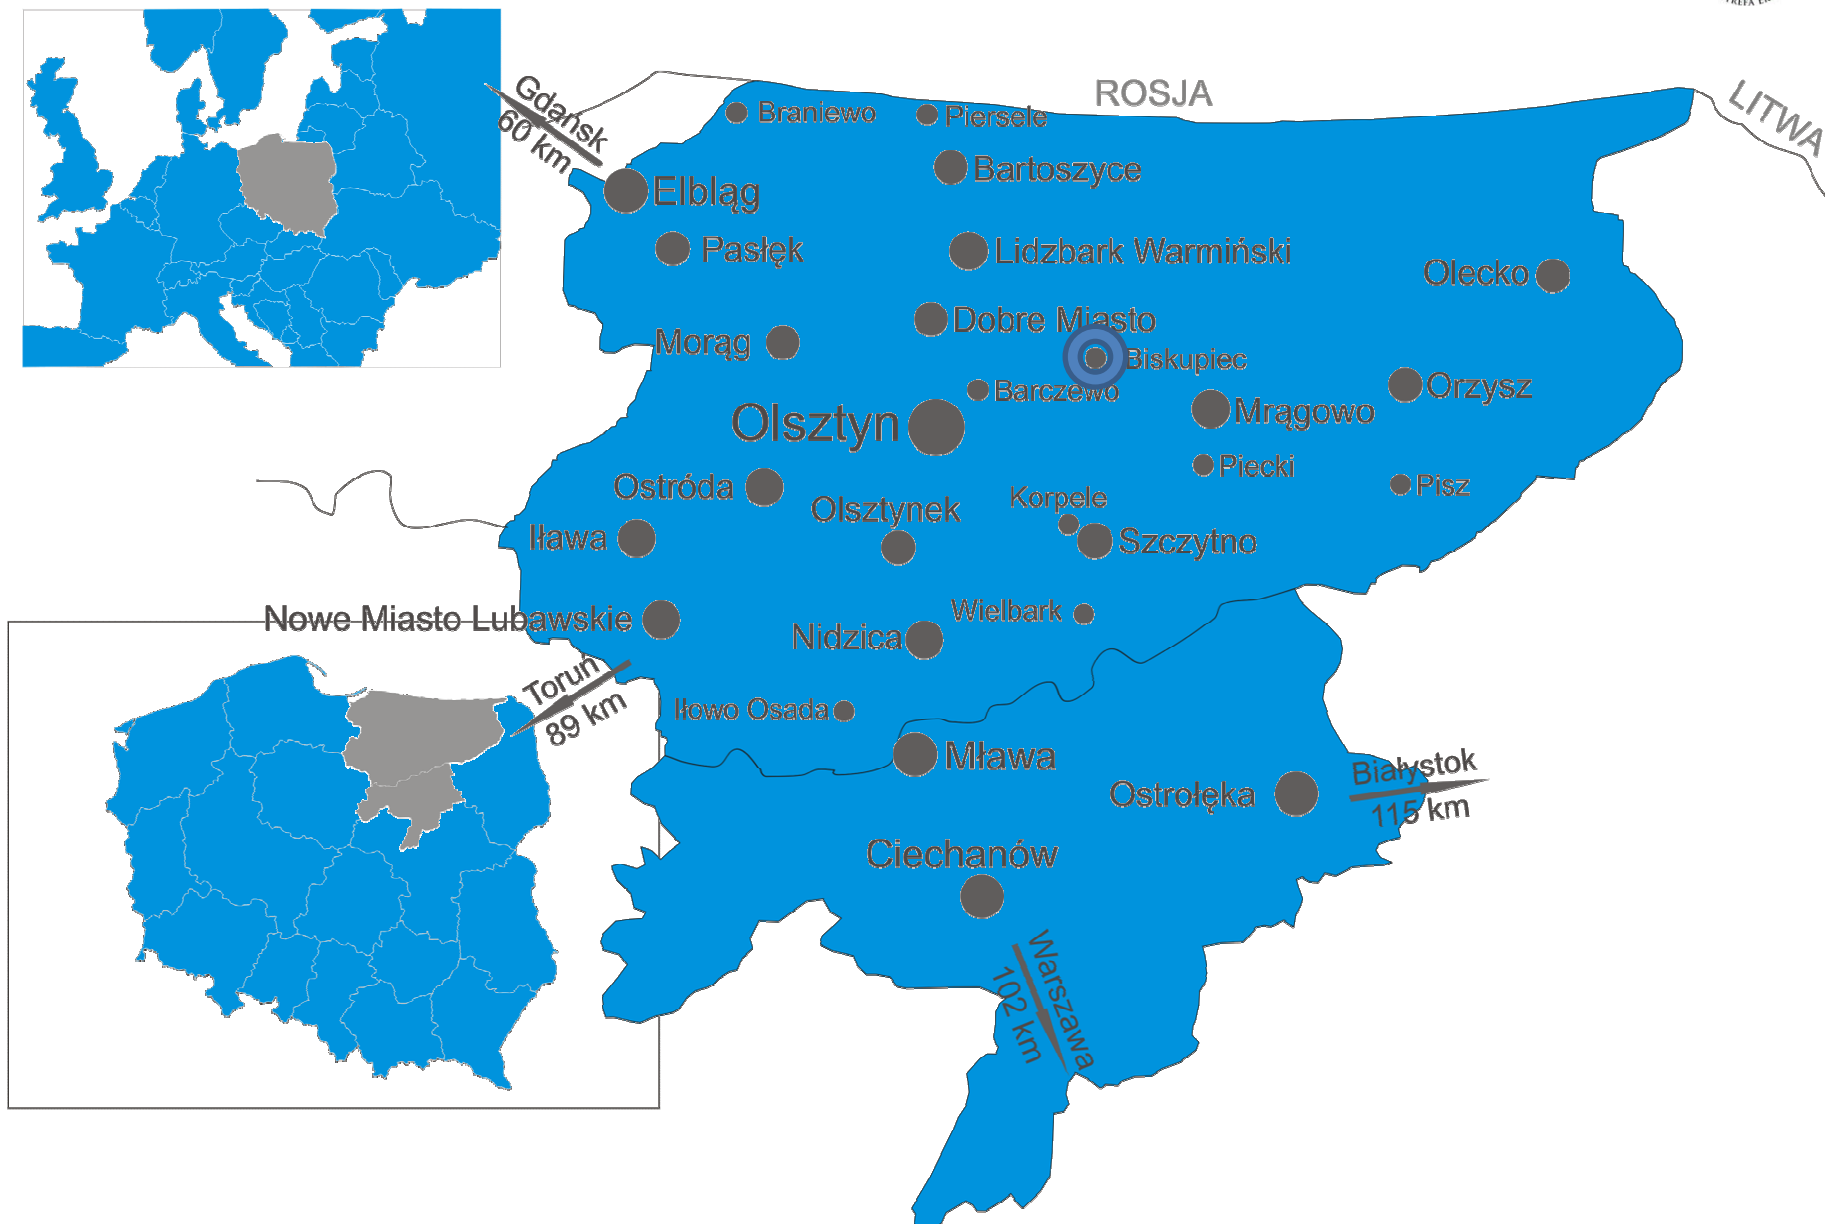 TREFA
ROSJA
LITWA
Gdańsk
60 km
Braniewo
Piersele
Bartoszyce
Elbląg
Pasłęk
Lidzbark Warmiński
Olecko
Dobre Miasto
Morąg
Biskupiec
Barczewo
Orzysz
Mrągowo
Olsztyn
Piecki
Pisz
Ostróda
Korpele
Olsztynek
Iława
Szczytno
Wielbark
Nowe Miasto Lubawskie
Nidzica
Toruń
89 km
Iłowo Osada
Mława
Białystok
115 km
Ostrołęka
Ciechanów
Warszawa
102 km